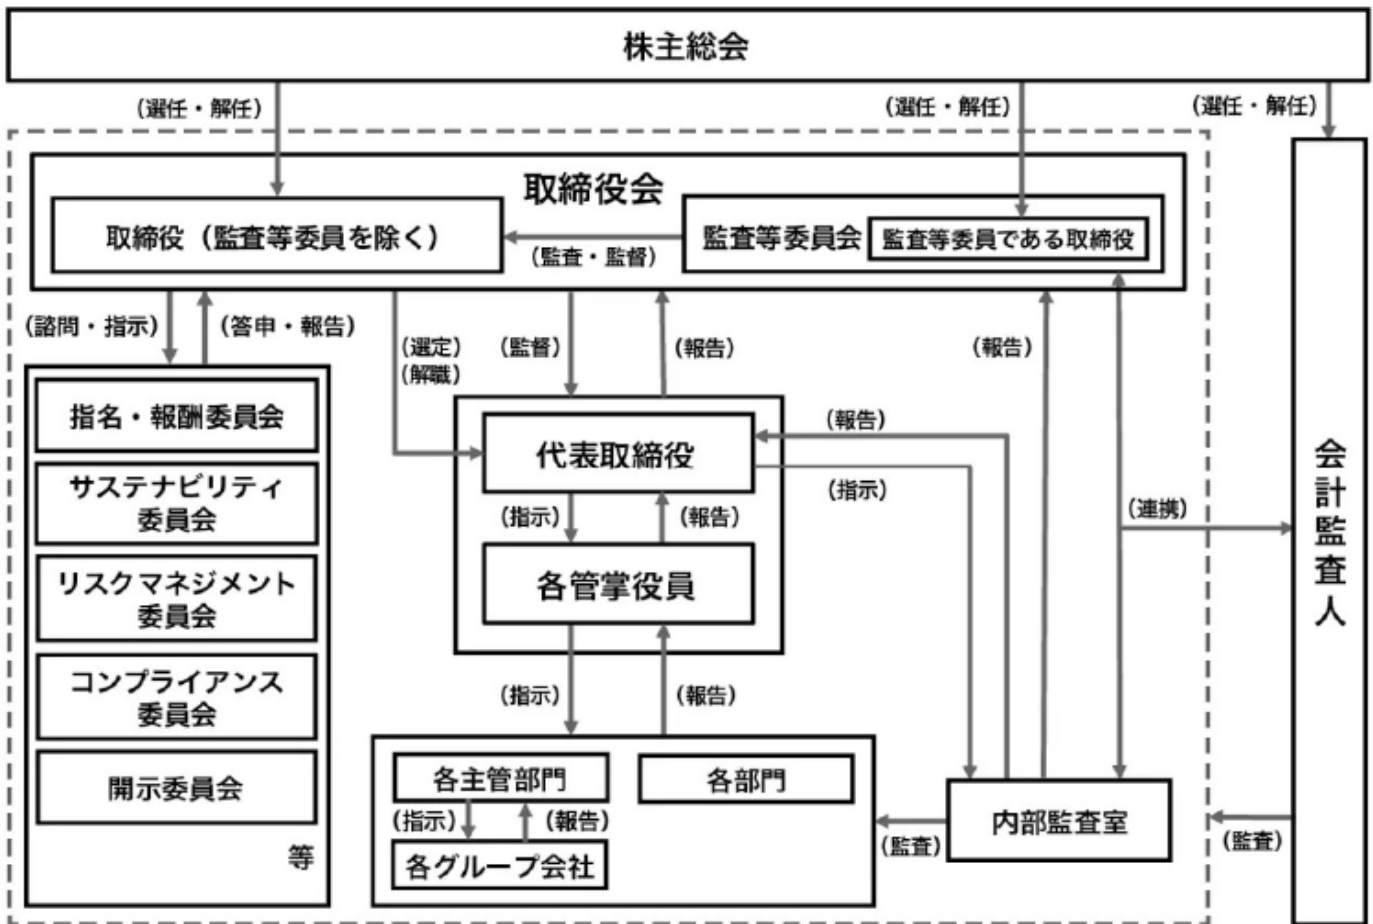 株主総会
（選任・解任）
（選任・解任）
（選任・解任）
取締役会
取締役（監査等委員を除く）
（監査・監督）
監査等委員会
監査等委員である取締役
（諮問・指示）
（答申・報告）
（選定）
（解職）
（監督）
（報告）
（報告）
指名・報酬委員会
サステナビリティ
委員会
リスクマネジメント
委員会
コンプライアンス
委員会
開示委員会
等
代表取締役
（報告）
（指示）
（指示）
（報告）
各管掌役員
（連携）
会計監査人
（指示）
（報告）
各主管部門
各部門
（指示）
（報告）
各グループ会社
（監査）
内部監査室
（監査）